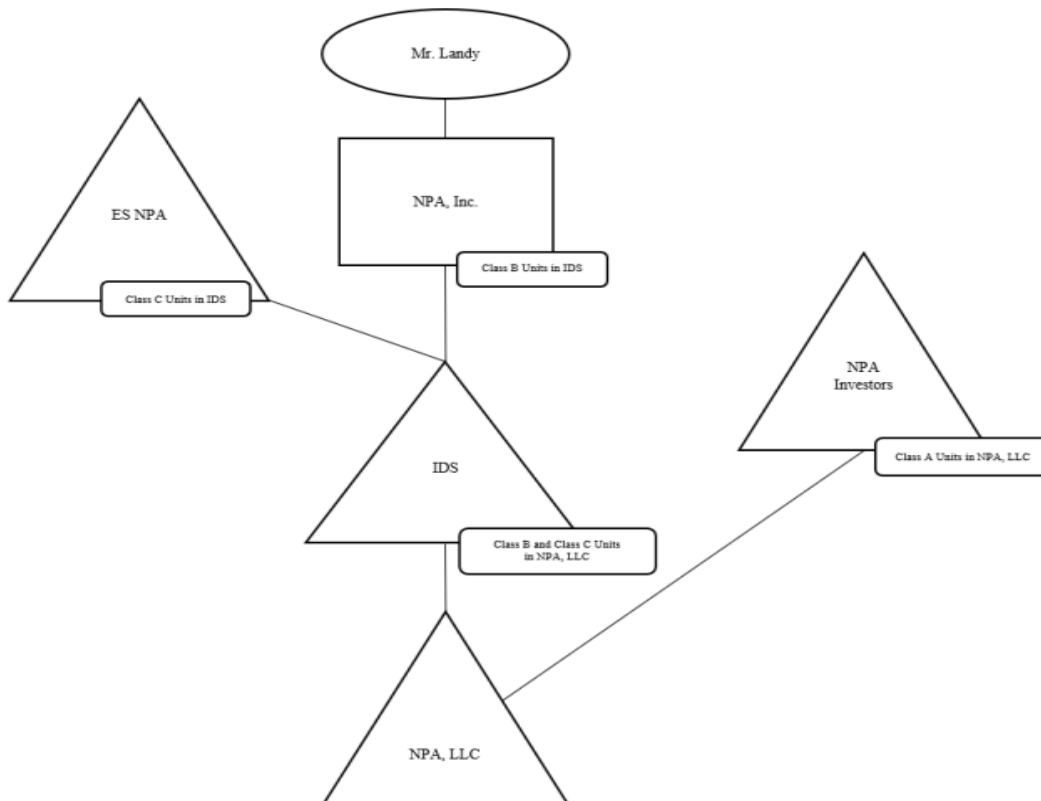 Mr. Landy
ES NPA
NPA, Inc.
Class B Units in IDS
Class C Units in IDS
NPA
Investors
Class A Units in NPA, LLC
IDS
Class B and Class C Units
in NPA, LLC
NPA, LLC